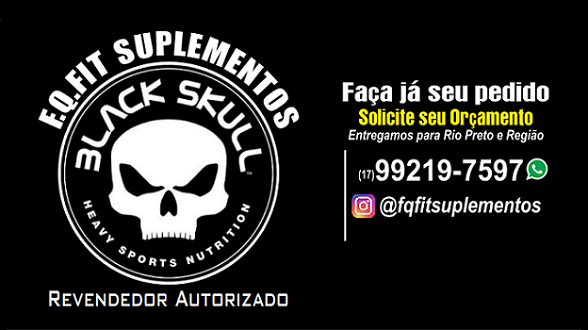 F.Q.FIT SUPLEMENTOS
BLACK SKULL™
HEAVY SPORTS NUTRITION
REVENDEDOR AUTORIZADO
Faça já seu pedido
Solicite seu Orçamento
Entregamos para Rio Preto e Região
(17)99219-7597
@fqfitsuplementos